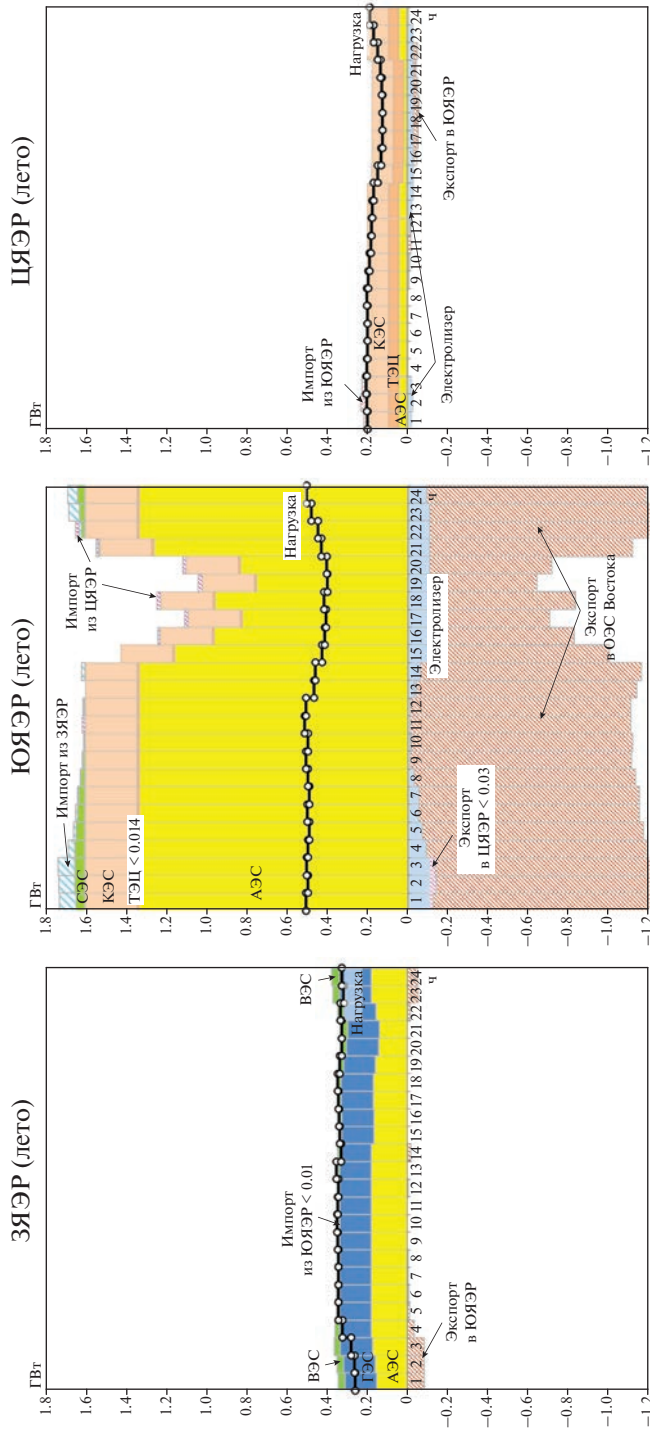 ЗЯЭР (лето)
ГВт
1.8
1.6
1.4
1.2
1.0
0.8
0.6
0.4
0.2
0
−0.2
−0.4
−0.6
−0.8
−1.0
−1.2
ВЭС
Импорт
из ЮЯЭР < 0.01
ВЭС
ГЭС
Нагрузка
АЭС
1 2 3 4 5 6 7 8 9 10 11 12 13 14 15 16 17 18 19 20 21 22 23 24
ч
Экспорт
в ЮЯЭР
ЮЯЭР (лето)
ГВт
1.8
1.6
1.4
1.2
1.0
0.8
0.6
0.4
0.2
0
−0.2
−0.4
−0.6
−0.8
−1.0
−1.2
Импорт из ЗЯЭР
Импорт
из ЦЯЭР
СЭС
КЭС
ТЭЦ < 0.014
АЭС
Нагрузка
1 2 3 4 5 6 7 8 9 10 11 12 13 14 15 16 17 18 19 20 21 22 23 24
ч
Электролизер
Экспорт
в ЦЯЭР < 0.03
Экспорт
в ОЭС Востока
ЦЯЭР (лето)
ГВт
1.8
1.6
1.4
1.2
1.0
0.8
0.6
0.4
0.2
0
−0.2
−0.4
−0.6
−0.8
−1.0
−1.2
Импорт
из ЮЯЭР
Нагрузка
КЭС
ТЭЦ
АЭС
1 2 3 4 5 6 7 8 9 10 11 12 13 14 15 16 17 18 19 20 21 22 23 24
ч
Электролизер
Экспорт в ЮЯЭР